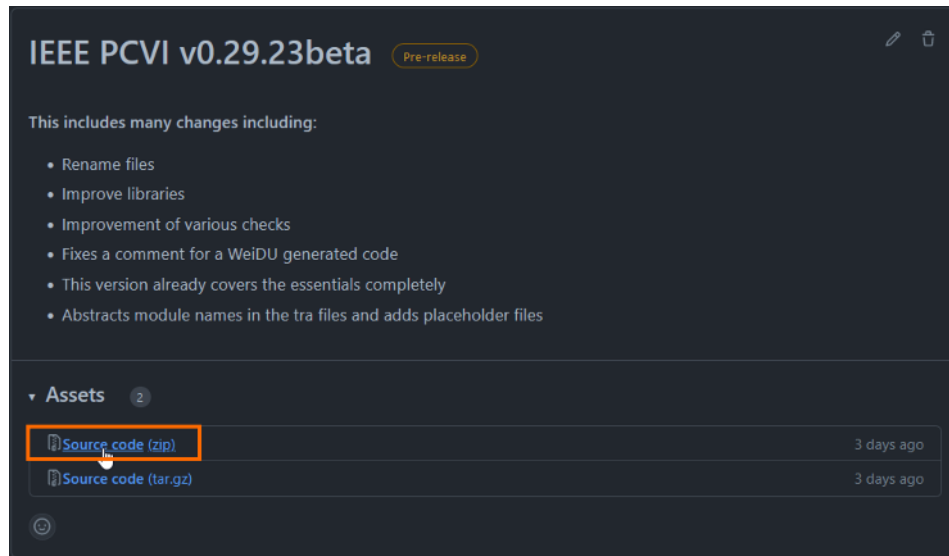 IEEE PCVI v0.29.23beta Pre-release
This includes many changes including:
• Rename files
• Improve libraries
• Improvement of various checks
• Fixes a comment for a WeiDU generated code
• This version already covers the essentials completely
• Abstracts module names in the tra files and adds placeholder files
Assets 2
Source code (zip) 3 days ago
Source code (tar.gz) 3 days ago